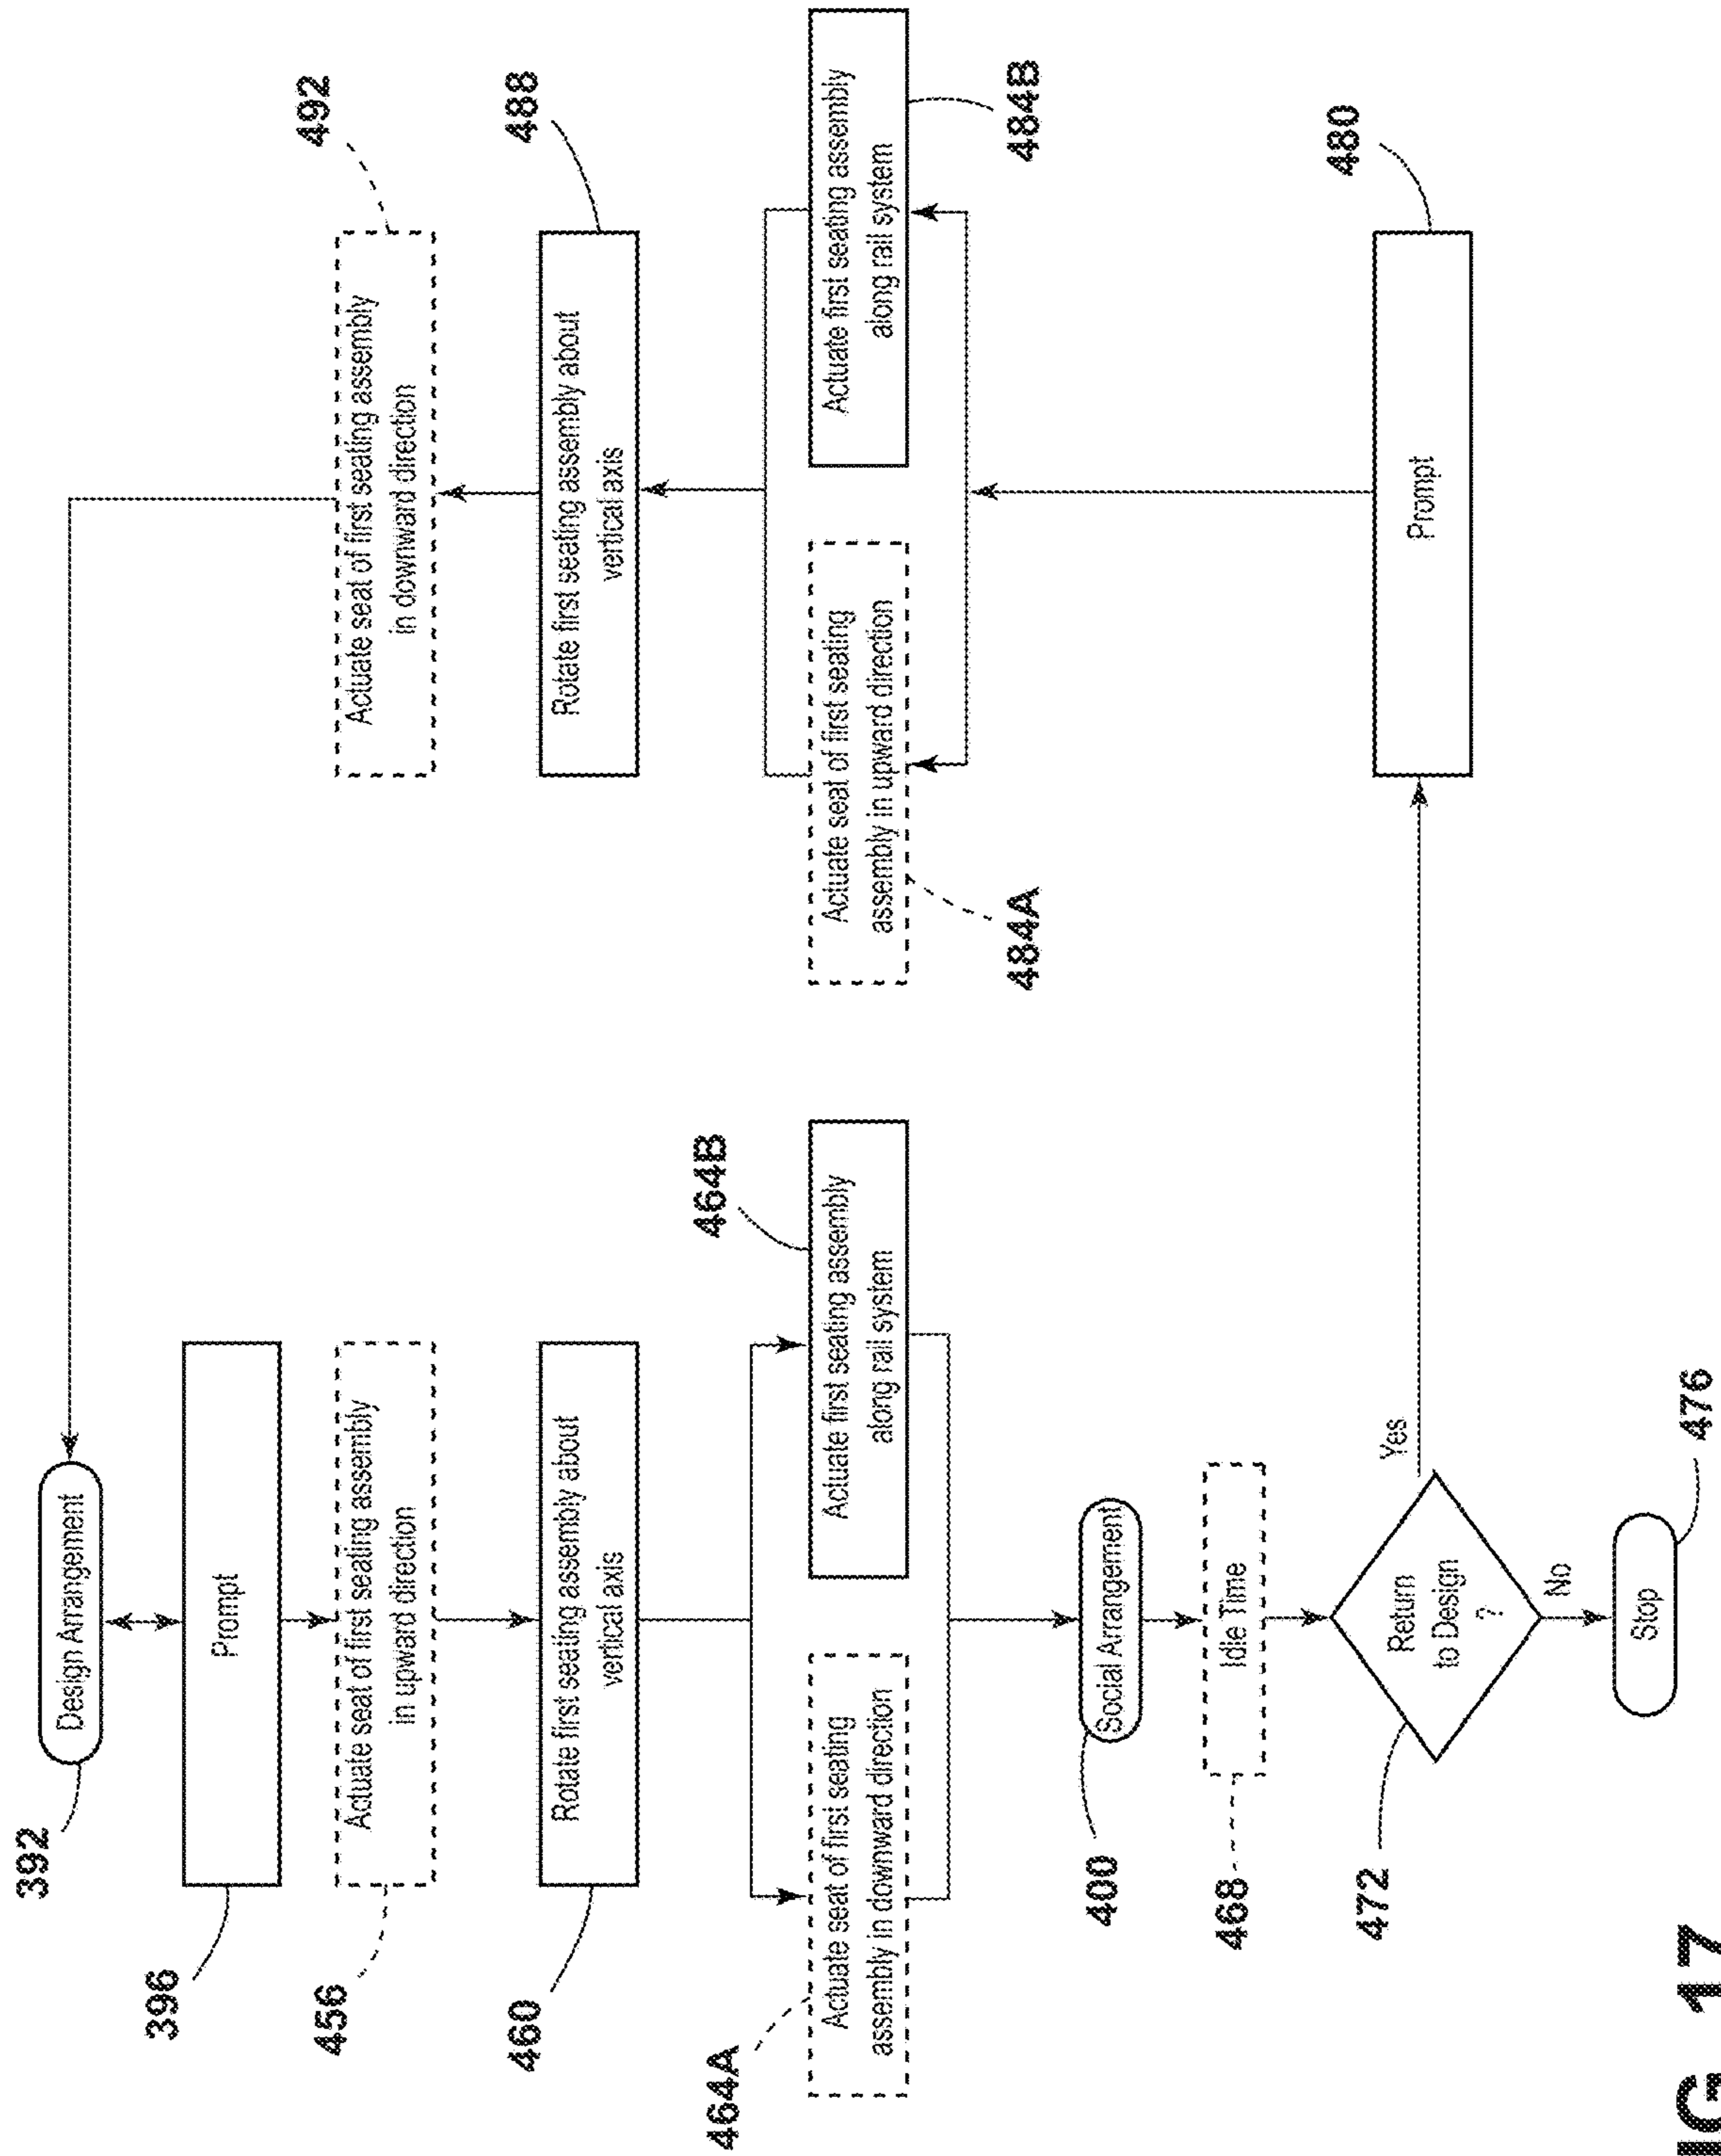 392
Design Arrangement
396
Prompt
456
Actuate seat of first seating assembly
in upward direction
460
Rotate first seating assembly about
vertical axis
464A
Actuate seat of first seating
assembly in downward direction
464B
Actuate first seating assembly
along rail system
400
Social Arrangement
468
Idle Time
472
Return
to Design
?
Yes
No
Stop
476
492
Actuate seat of first seating assembly
in downward direction
488
Rotate first seating assembly about
vertical axis
484A
Actuate seat of first seating
assembly in upward direction
484B
Actuate first seating assembly
along rail system
480
Prompt
IG. 17